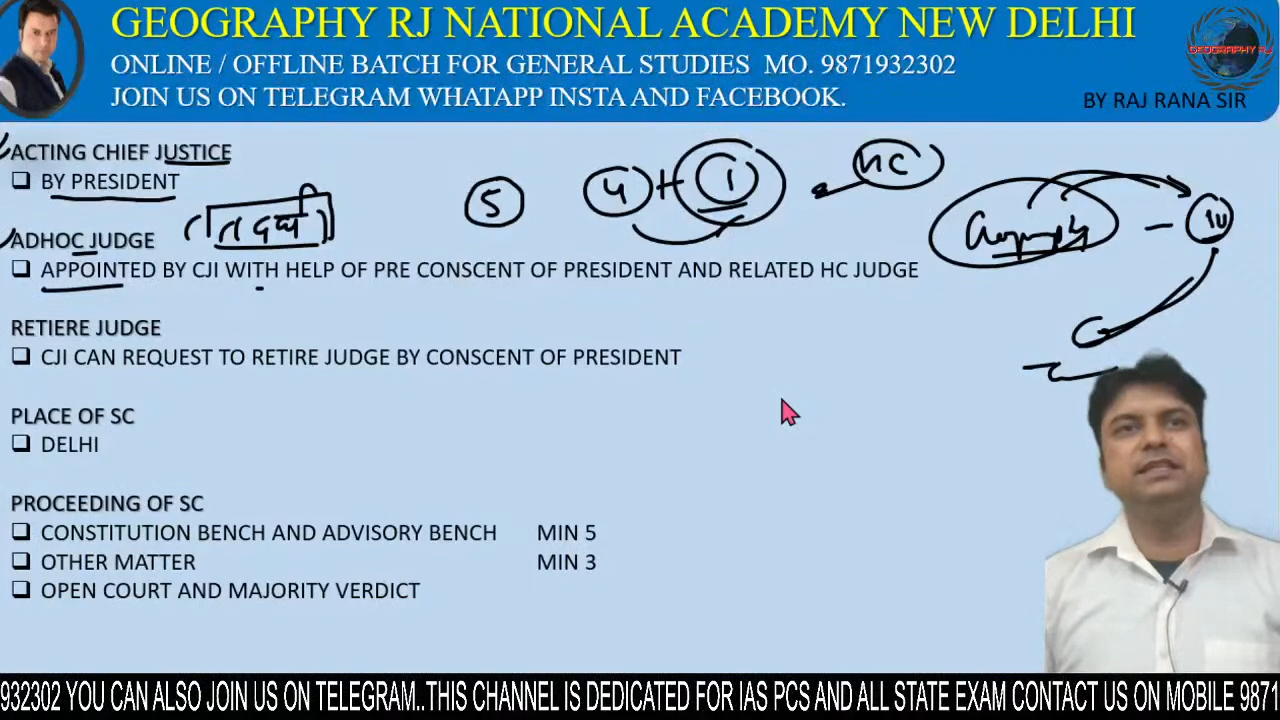 GEOGRAPHY RJ NATIONAL ACADEMY NEW DELHI
ONLINE / OFFLINE BATCH FOR GENERAL STUDIES MO. 9871932302
JOIN US ON TELEGRAM WHATAPP INSTA AND FACEBOOK.
GEOGRAPHY RJ
BY RAJ RANA SIR
ACTING CHIEF JUSTICE
BY PRESIDENT
5 4 + 1 HC
तदर्थ
ADHOC JUDGE
APPOINTED BY CJI WITH HELP OF PRE CONSCENT OF PRESIDENT AND RELATED HC JUDGE
RETIERE JUDGE
CJI CAN REQUEST TO RETIRE JUDGE BY CONSCENT OF PRESIDENT
PLACE OF SC
DELHI
PROCEEDING OF SC
CONSTITUTION BENCH AND ADVISORY BENCH MIN 5
OTHER MATTER MIN 3
OPEN COURT AND MAJORITY VERDICT
932302 YOU CAN ALSO JOIN US ON TELEGRAM..THIS CHANNEL IS DEDICATED FOR IAS PCS AND ALL STATE EXAM CONTACT US ON MOBILE 9871